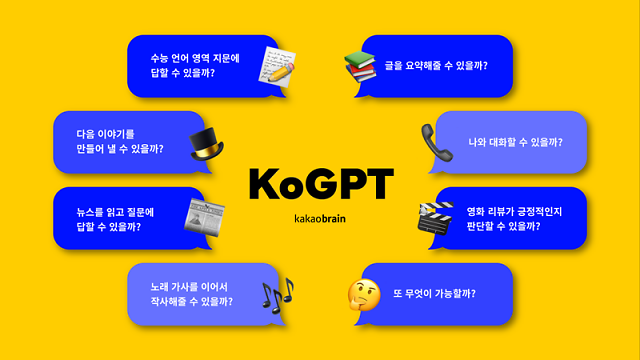 수능 언어 영역 지문에
답할 수 있을까?
글을 요약해줄 수 있을까?
다음 이야기를
만들어 낼 수 있을까?
나와 대화할 수 있을까?
KoGPT
kakaobrain
뉴스를 읽고 질문에
답할 수 있을까?
영화 리뷰가 긍정적인지
판단할 수 있을까?
노래 가사를 이어서
작사해줄 수 있을까?
또 무엇이 가능할까?